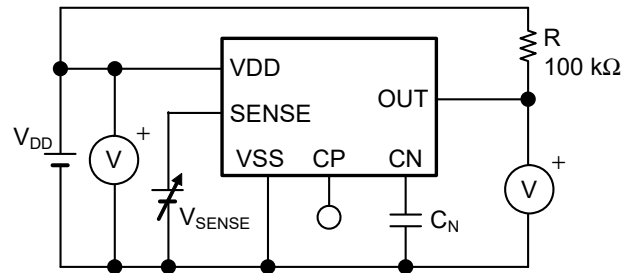 R
100 kΩ
VDD
OUT
SENSE
VDD
V
+
VSS CP CN
VSENSE
CN
V
+